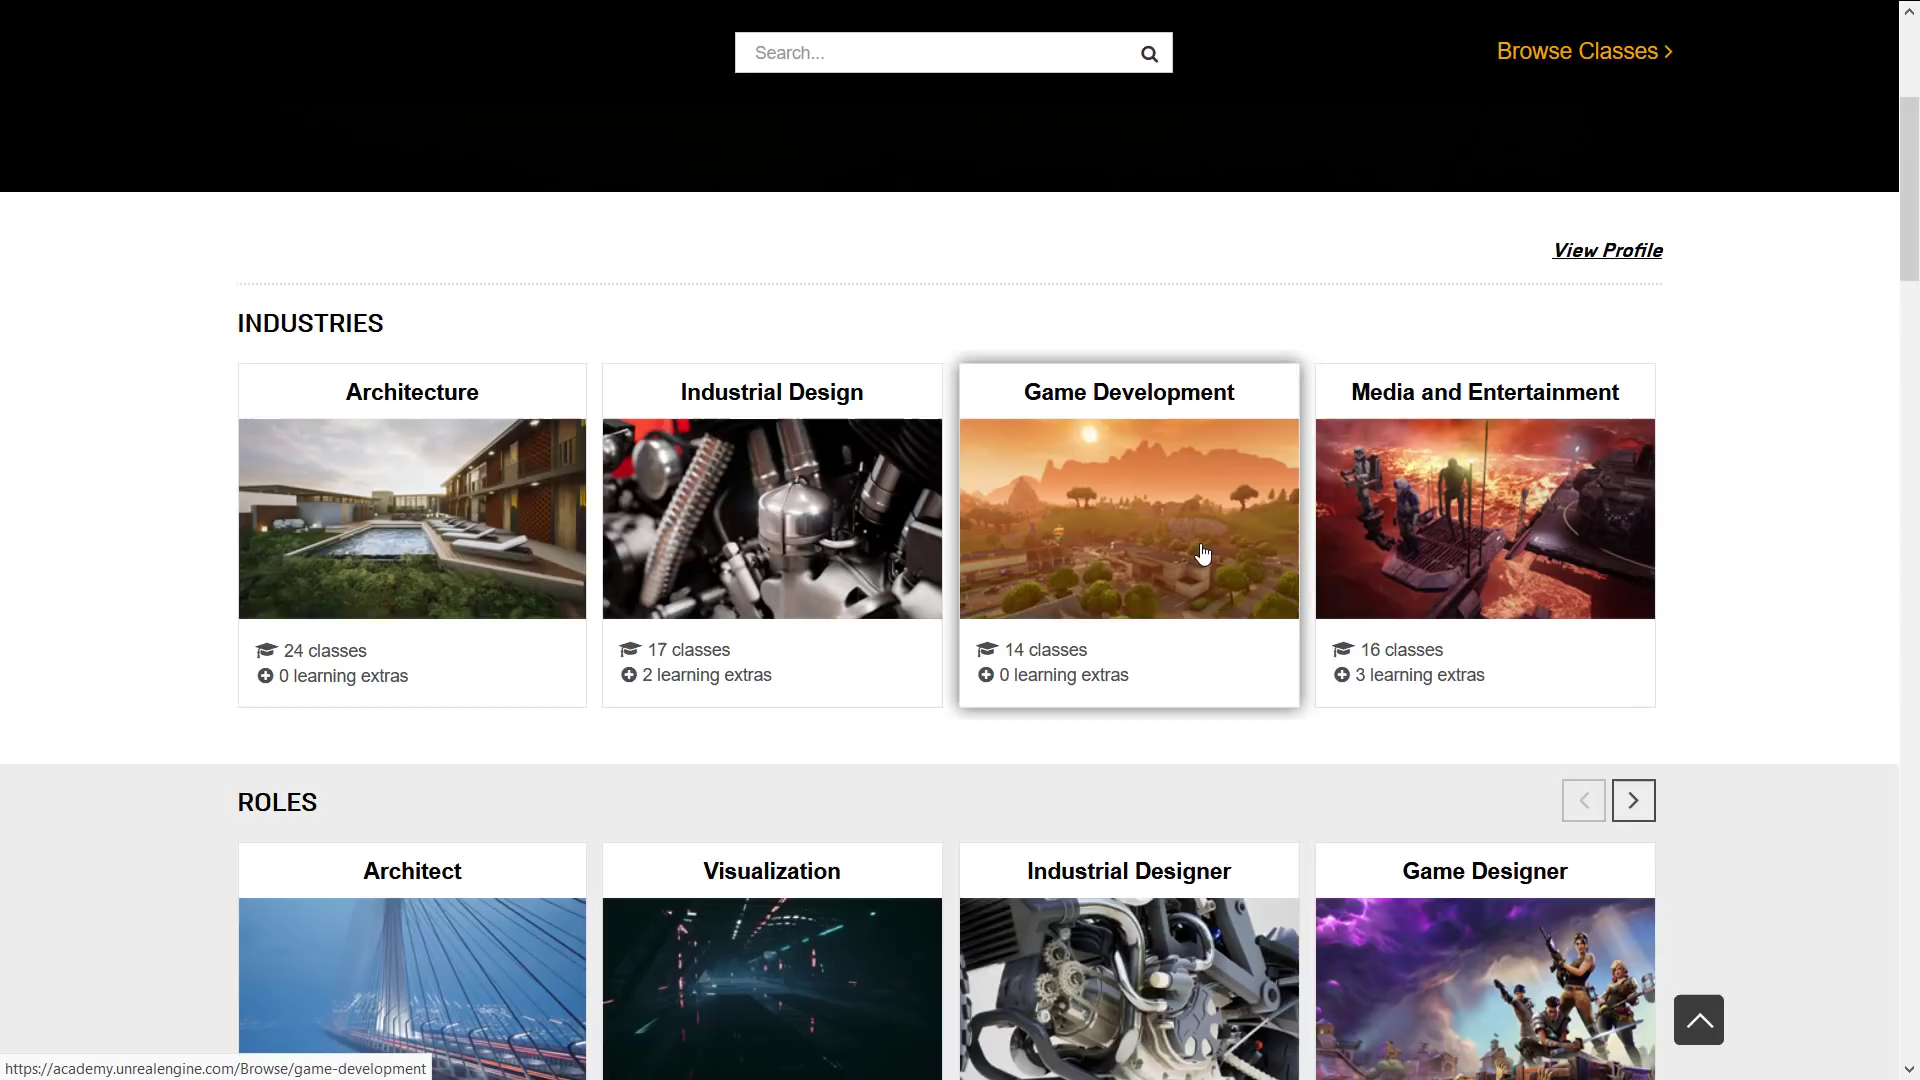 Search...
Browse Classes
View Profile
INDUSTRIES
Architecture
Industrial Design
Game Development
Media and Entertainment
24 classes
0 learning extras
17 classes
2 learning extras
14 classes
0 learning extras
16 classes
3 learning extras
ROLES
Architect
Visualization
Industrial Designer
Game Designer
https://academy.unrealengine.com/Browse/game-development